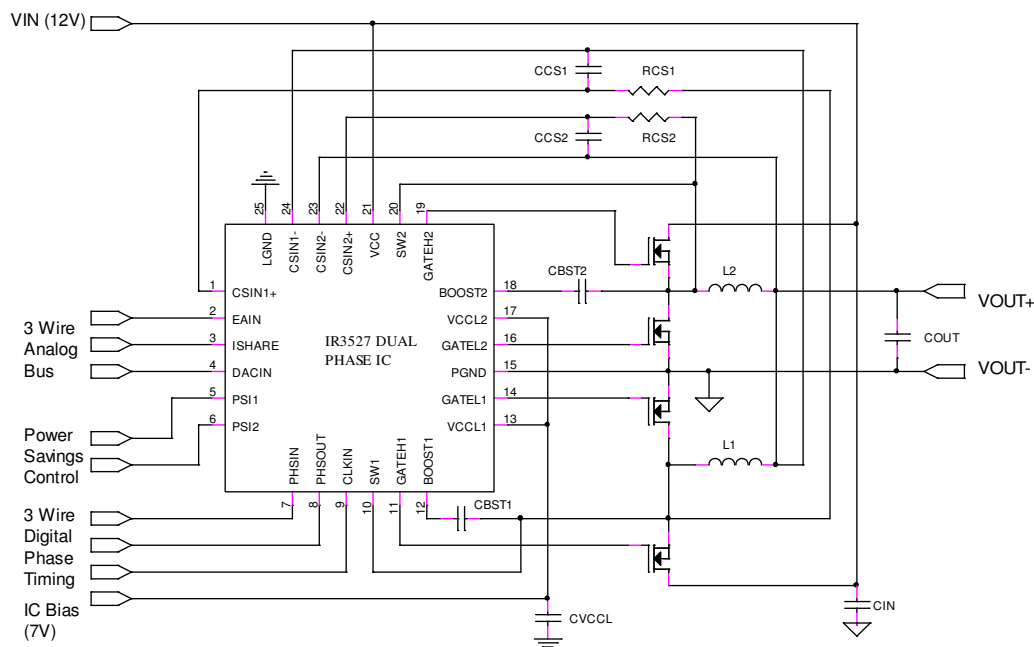 VIN (12V)
CCS1
RCS1
CCS2
RCS2
25
24
23
22
21
20
19
LGND
CSIN1-
CSIN2-
CSIN2+
VCC
SW2
GATEH2
1
CSIN1+
2
EAIN
3
ISHARE
4
DACIN
5
PSI1
6
PSI2
IR3527 DUAL
PHASE IC
BOOST2
18
VCCL2
17
GATEL2
16
PGND
15
GATEL1
14
VCCL1
13
PHSIN
PHSOUT
CLKIN
SW1
GATEH1
BOOST1
7
8
9
10
11
12
CBST2
L2
VOUT+
COUT
VOUT-
L1
CBST1
3 Wire
Analog
Bus
Power
Savings
Control
3 Wire
Digital
Phase
Timing
IC Bias
(7V)
CVCCL
CIN